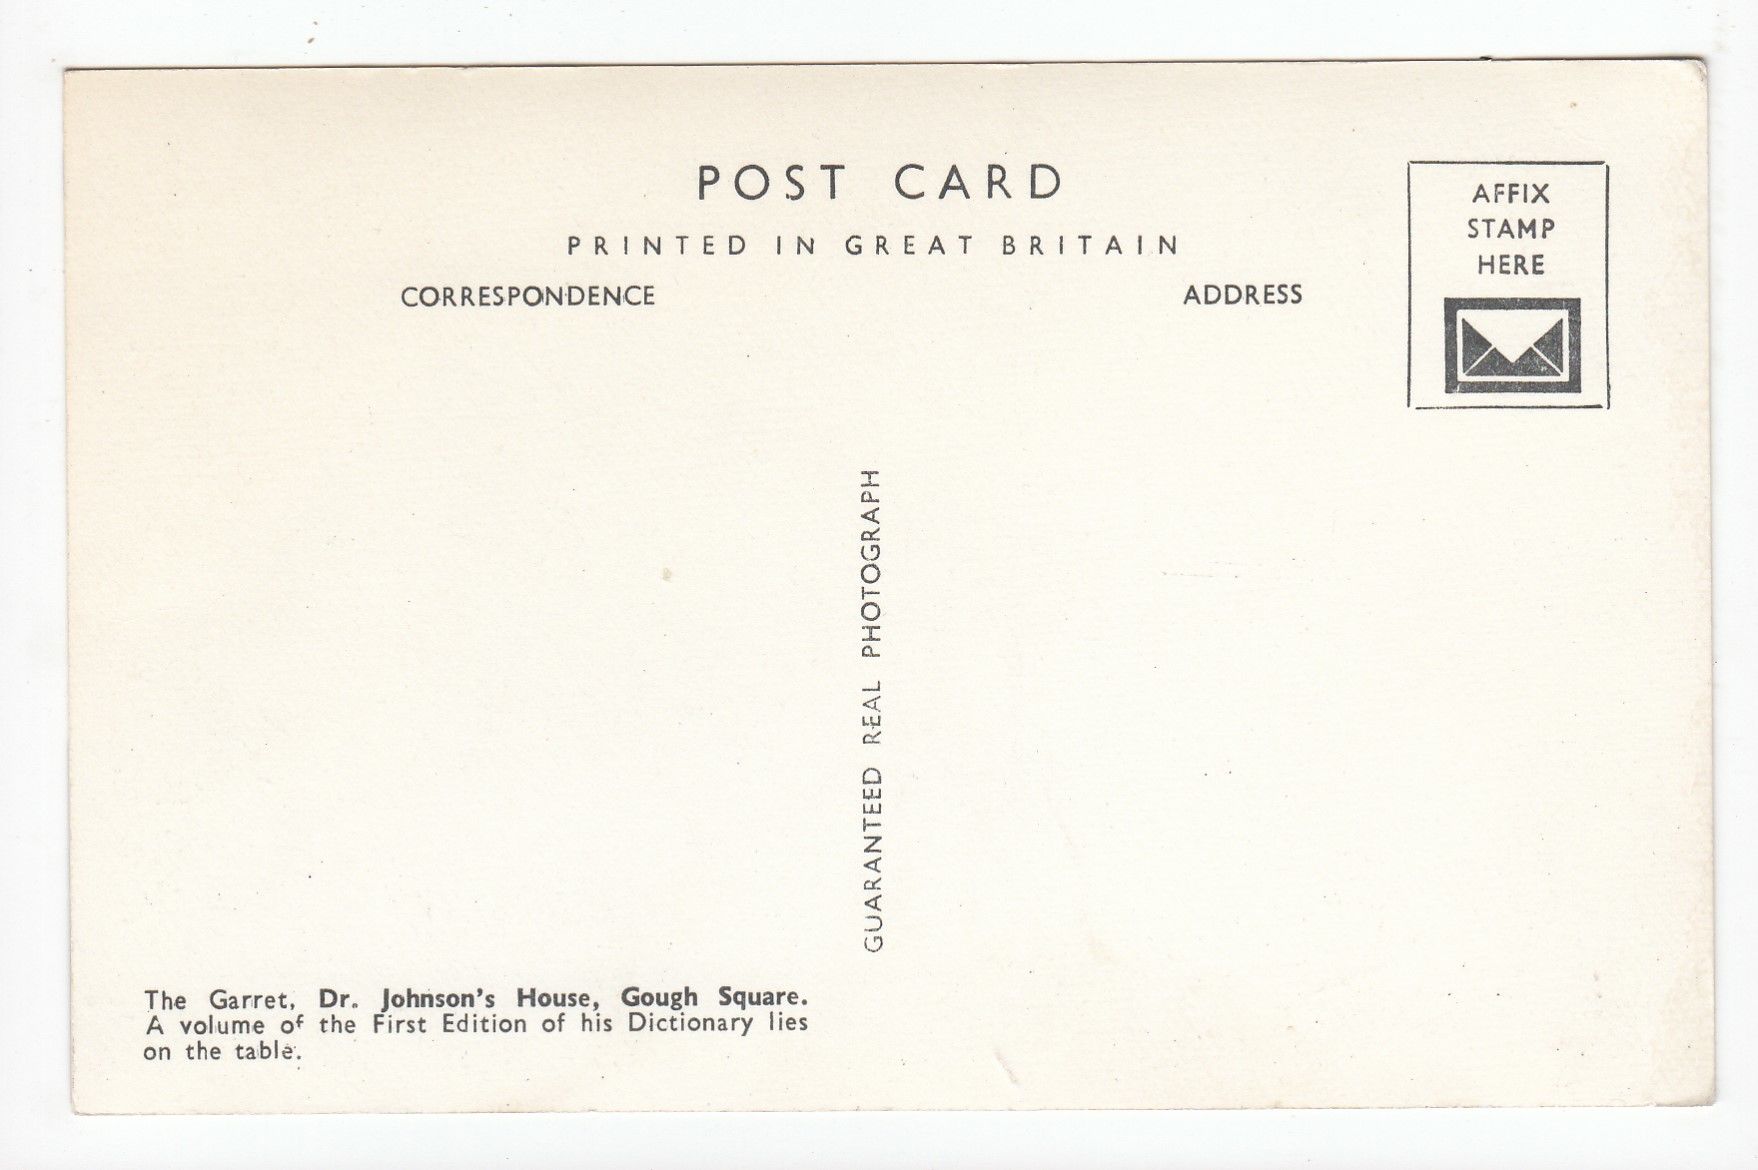 POST CARD
PRINTED IN GREAT BRITAIN
CORRESPONDENCE
ADDRESS
AFFIX
STAMP
HERE
GUARANTEED REAL PHOTOGRAPH
The Garret, Dr. Johnson's House, Gough Square.
A volume of the First Edition of his Dictionary lies
on the table.